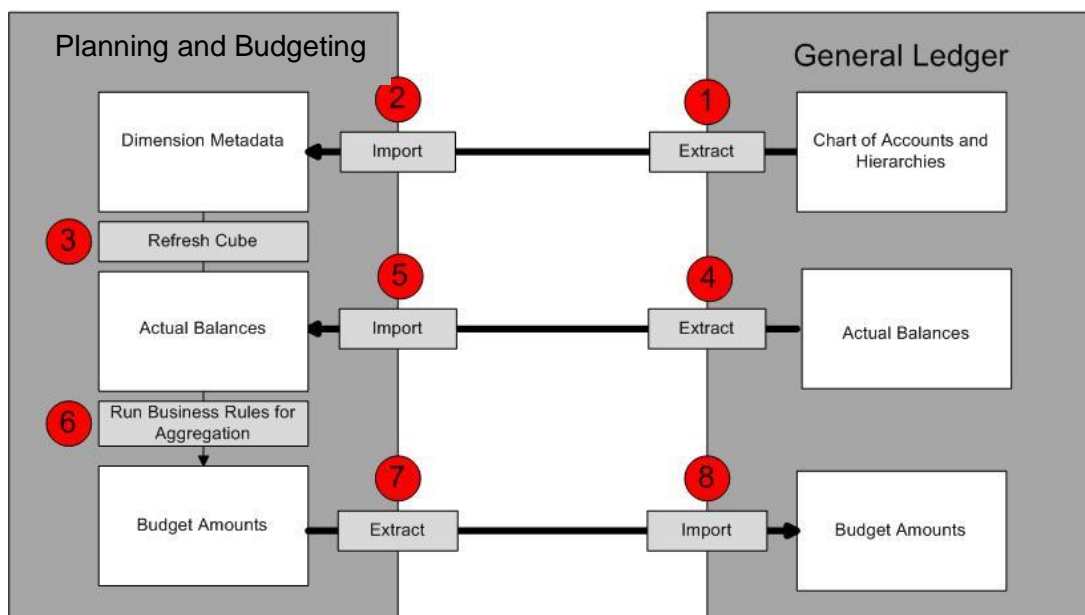 Planning and Budgeting
General Ledger
2
1
Dimension Metadata
Import
Extract
Chart of Accounts and
Hierarchies
3
Refresh Cube
5
4
Actual Balances
Import
Extract
Actual Balances
6
Run Business Rules for
Aggregation
7
8
Budget Amounts
Extract
Import
Budget Amounts